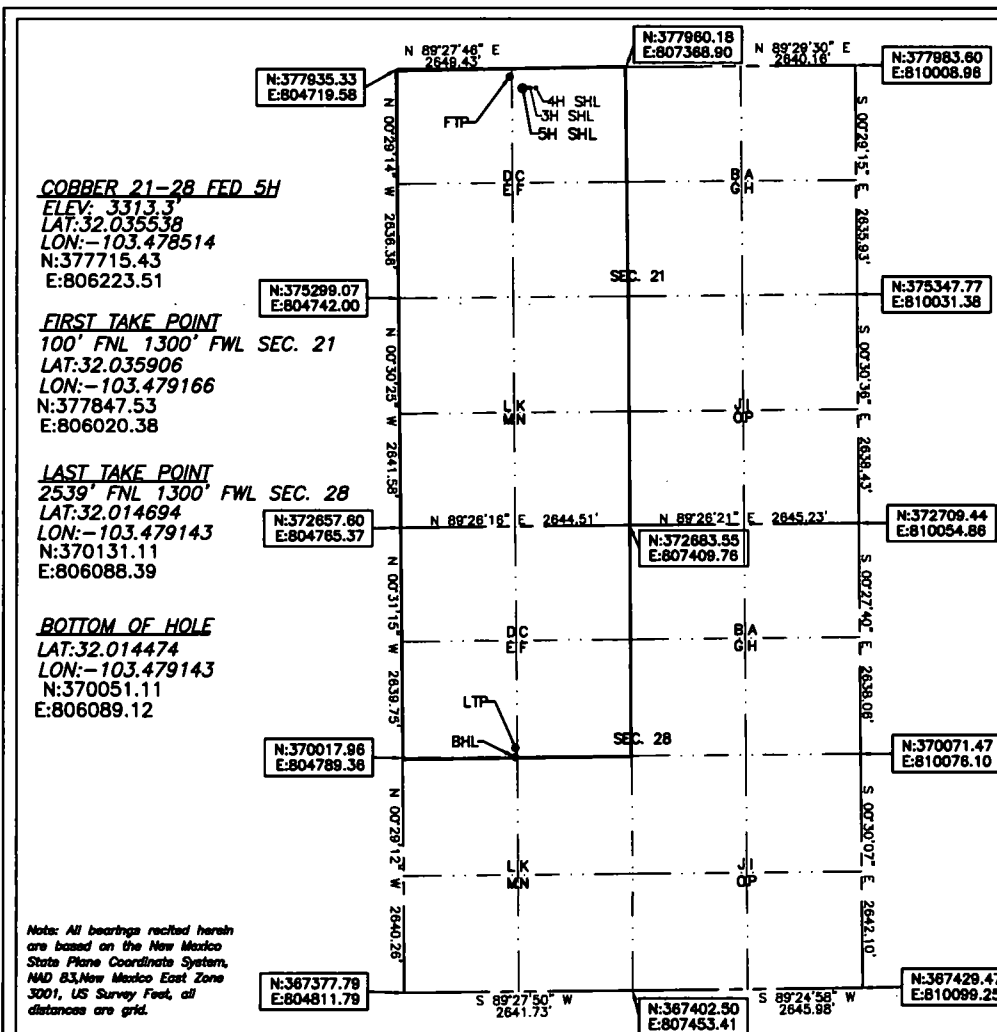 N 89°27'46" E
2649.43'
N:377960.18
E:807368.90
N 89°29'30" E
2640.16'
N:377983.60
E:810008.98
N:377935.33
E:804719.58
FTP
4H SHL
3H SHL
5H SHL
N 00°29'14" W 2636.36'
S 00°29'15" E 2635.93'
COBBER 21-28 FED 5H
ELEV: 3313.3'
LAT:32.035538
LON:-103.478514
N:377715.43
E:806223.51
D C
E F
B A
G H
SEC. 21
N:375299.07
E:804742.00
N:375347.77
E:810031.38
FIRST TAKE POINT
100' FNL 1300' FWL SEC. 21
LAT:32.035906
LON:-103.479166
N:377847.53
E:806020.38
N 00°30'25" W 2641.58'
S 00°30'36" E 2638.43'
L K
M N
J I
O P
LAST TAKE POINT
2539' FNL 1300' FWL SEC. 28
LAT:32.014694
LON:-103.479143
N:370131.11
E:806088.39
N:372657.60
E:804765.37
N 89°26'16" E 2644.51'
N 89°26'21" E 2645.23'
N:372683.55
E:807409.76
N:372709.44
E:810054.86
N 00°31'15" W 2639.75'
S 00°27'40" E 2638.06'
BOTTOM OF HOLE
LAT:32.014474
LON:-103.479143
N:370051.11
E:806089.12
D C
E F
B A
G H
LTP
BHL
SEC. 28
N:370017.96
E:804789.36
N:370071.47
E:810076.10
N 00°29'12" W 2640.26'
S 00°30'07" E 2642.10'
L K
M N
J I
O P
Note: All bearings recited herein
are based on the New Mexico
State Plane Coordinate System,
NAD 83,New Mexico East Zone
3001, US Survey Feet, all
distances are grid.
N:367377.79
E:804811.79
S 89°27'50" W
2641.73'
N:367402.50
E:807453.41
S 89°24'58" W
2645.98'
N:367429.47
E:810099.25